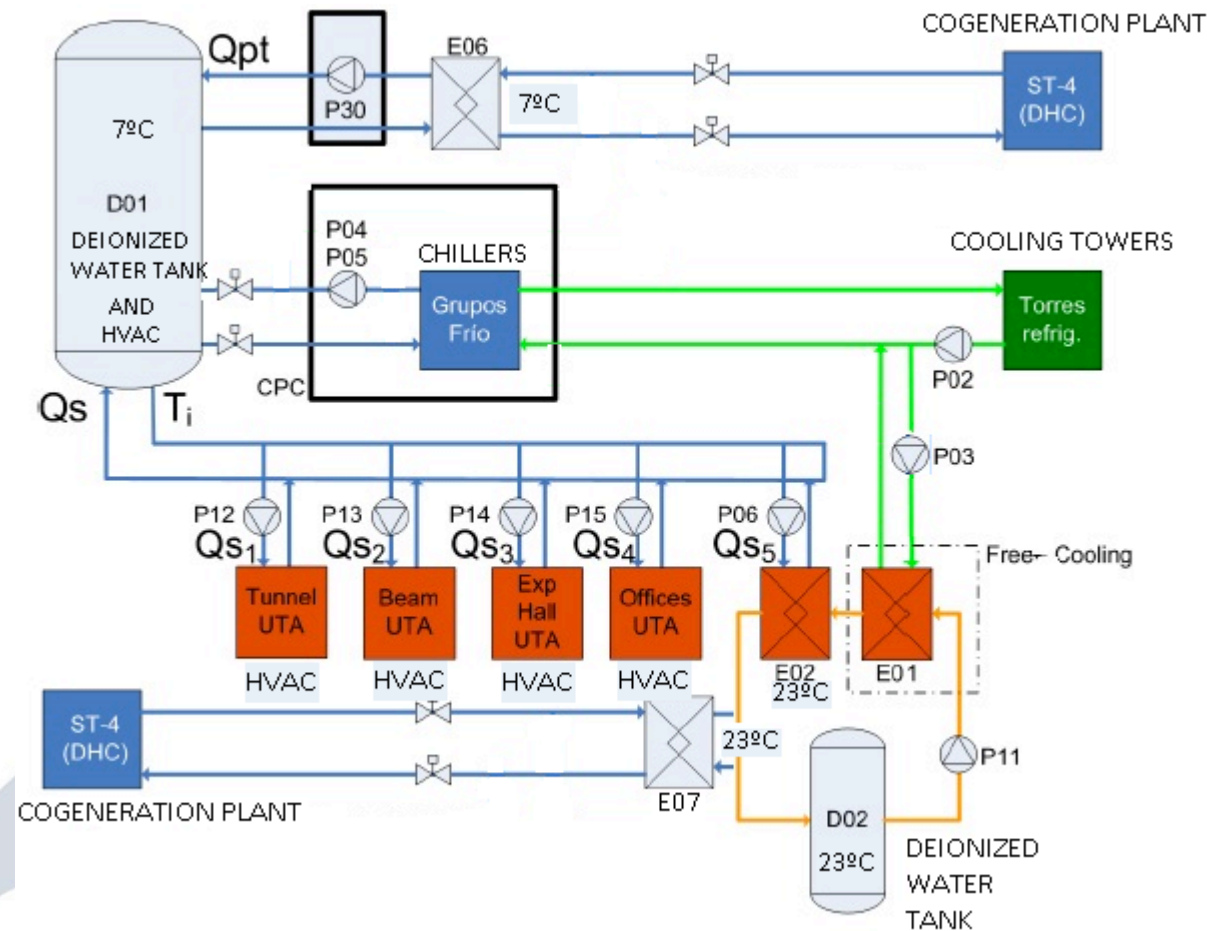 COGENERATION PLANT
Qpt
E06
P30
7ºC
ST-4
(DHC)
7ºC
D01
DEIONIZED
WATER TANK
AND
HVAC
P04
P05
CHILLERS
Grupos
Frío
CPC
COOLING TOWERS
Torres
refrig.
P02
P03
Qs
Ti
P12
P13
P14
P15
P06
Qs1
Qs2
Qs3
Qs4
Qs5
Free- Cooling
Tunnel
UTA
Beam
UTA
Exp
Hall
UTA
Offices
UTA
E02
E01
HVAC
HVAC
HVAC
HVAC
23ºC
ST-4
(DHC)
23ºC
P11
E07
COGENERATION PLANT
D02
23ºC
DEIONIZED
WATER
TANK